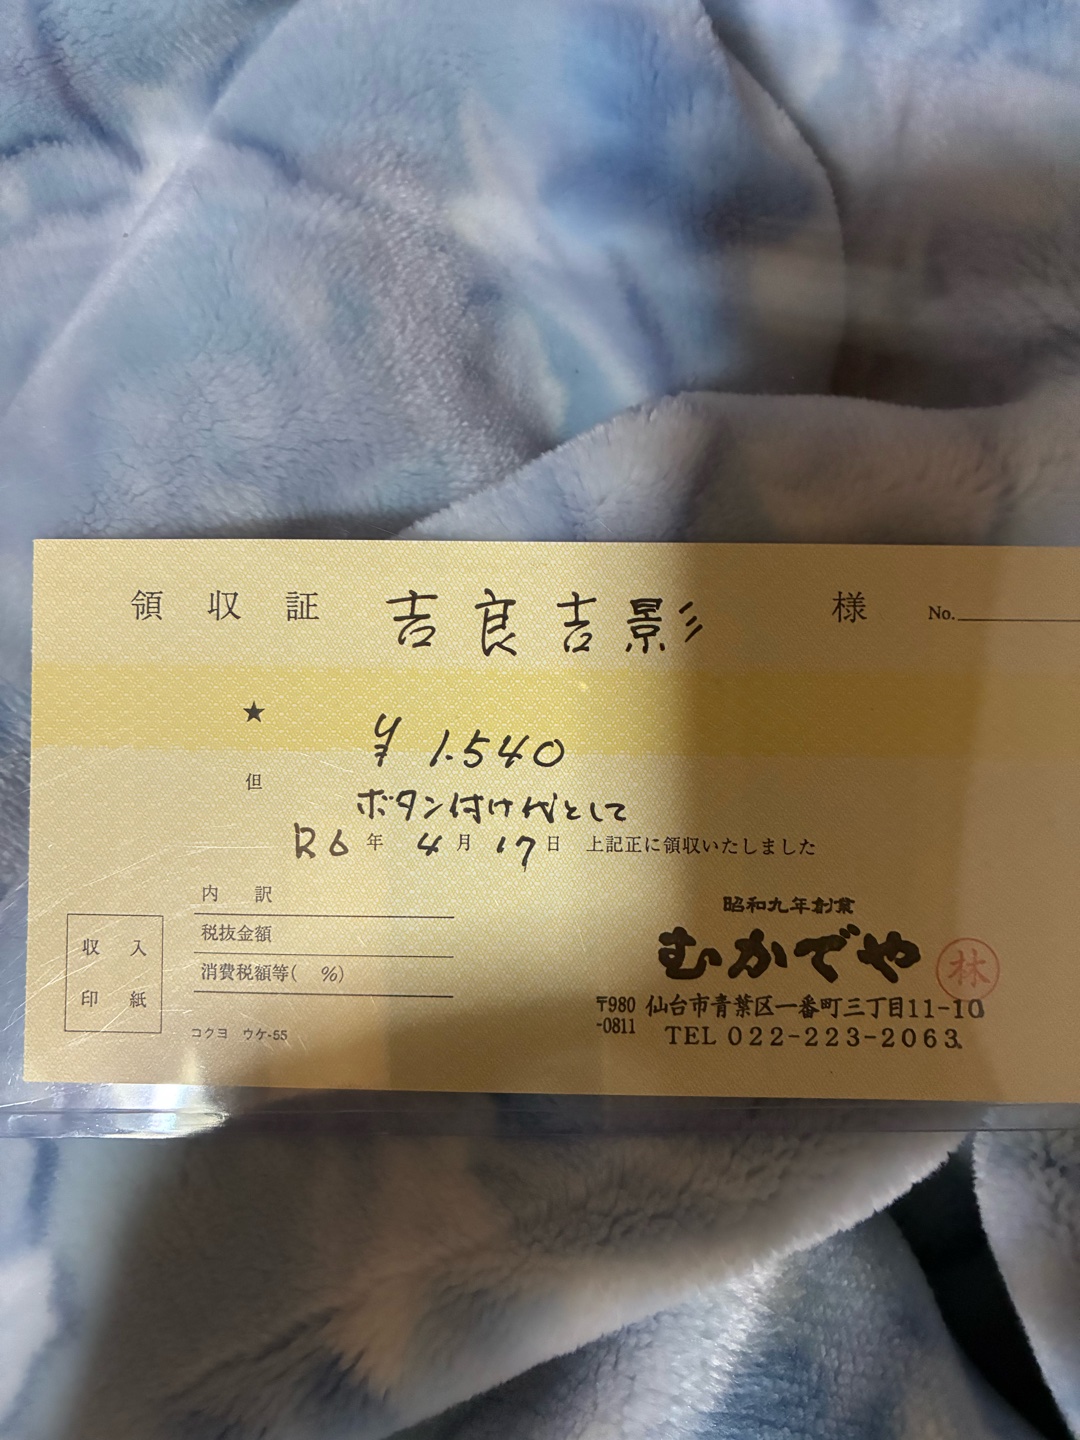 領収証 吉良吉影 様 No.
★ ¥1.540
但 ボタン付け代として
R6年 4月 17日 上記正に領収いたしました
内訳
税抜金額
消費税額等( %)
収入
印紙
コクヨ ウケ-55
昭和九年創業
むかでや 林
〒980-0811 仙台市青葉区一番町三丁目11-10
TEL 022-223-2063